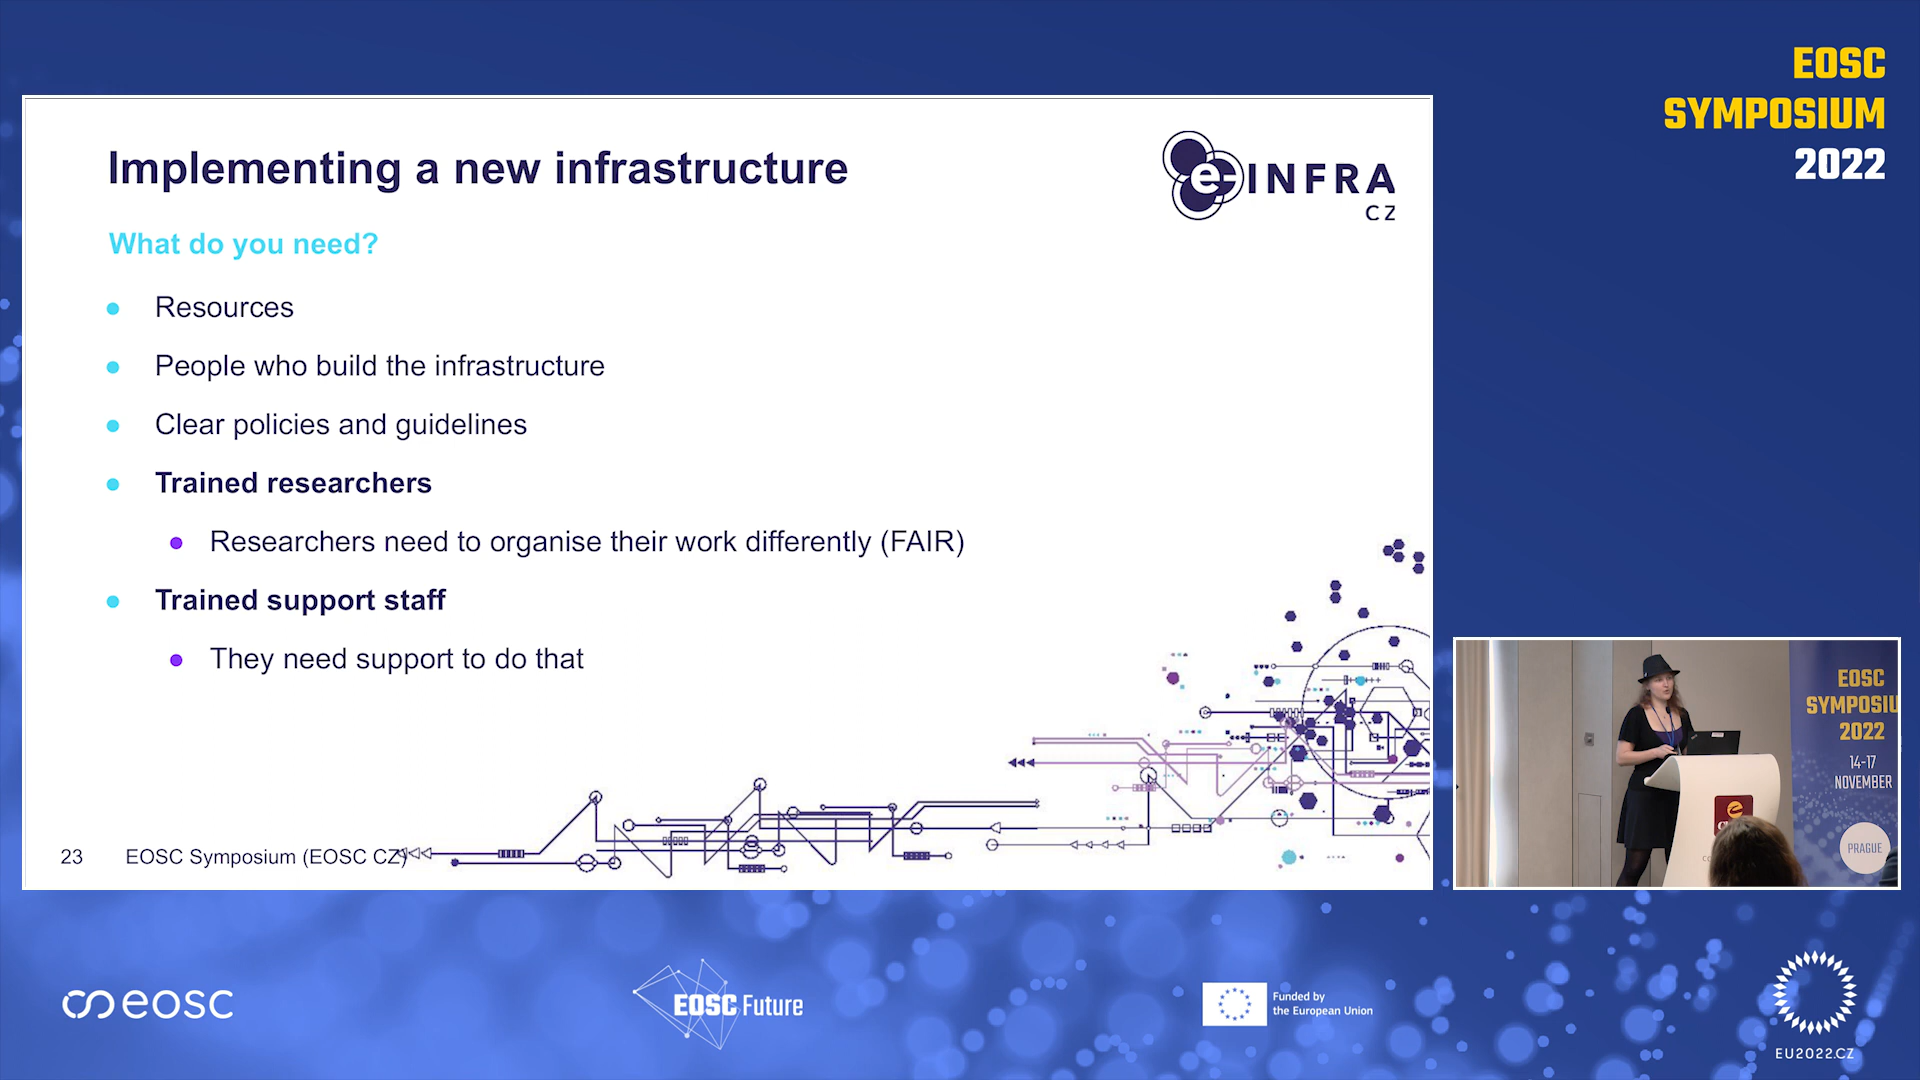 EOSC
SYMPOSIUM
2022
Implementing a new infrastructure
e-INFRA
CZ
What do you need?
Resources
People who build the infrastructure
Clear policies and guidelines
Trained researchers
Researchers need to organise their work differently (FAIR)
Trained support staff
They need support to do that
23 EOSC Symposium (EOSC CZ)
EOSC
SYMPOSIU
2022
14-17
NOVEMBER
PRAGUE
eosc
EOSC Future
Funded by
the European Union
EU2022.CZ